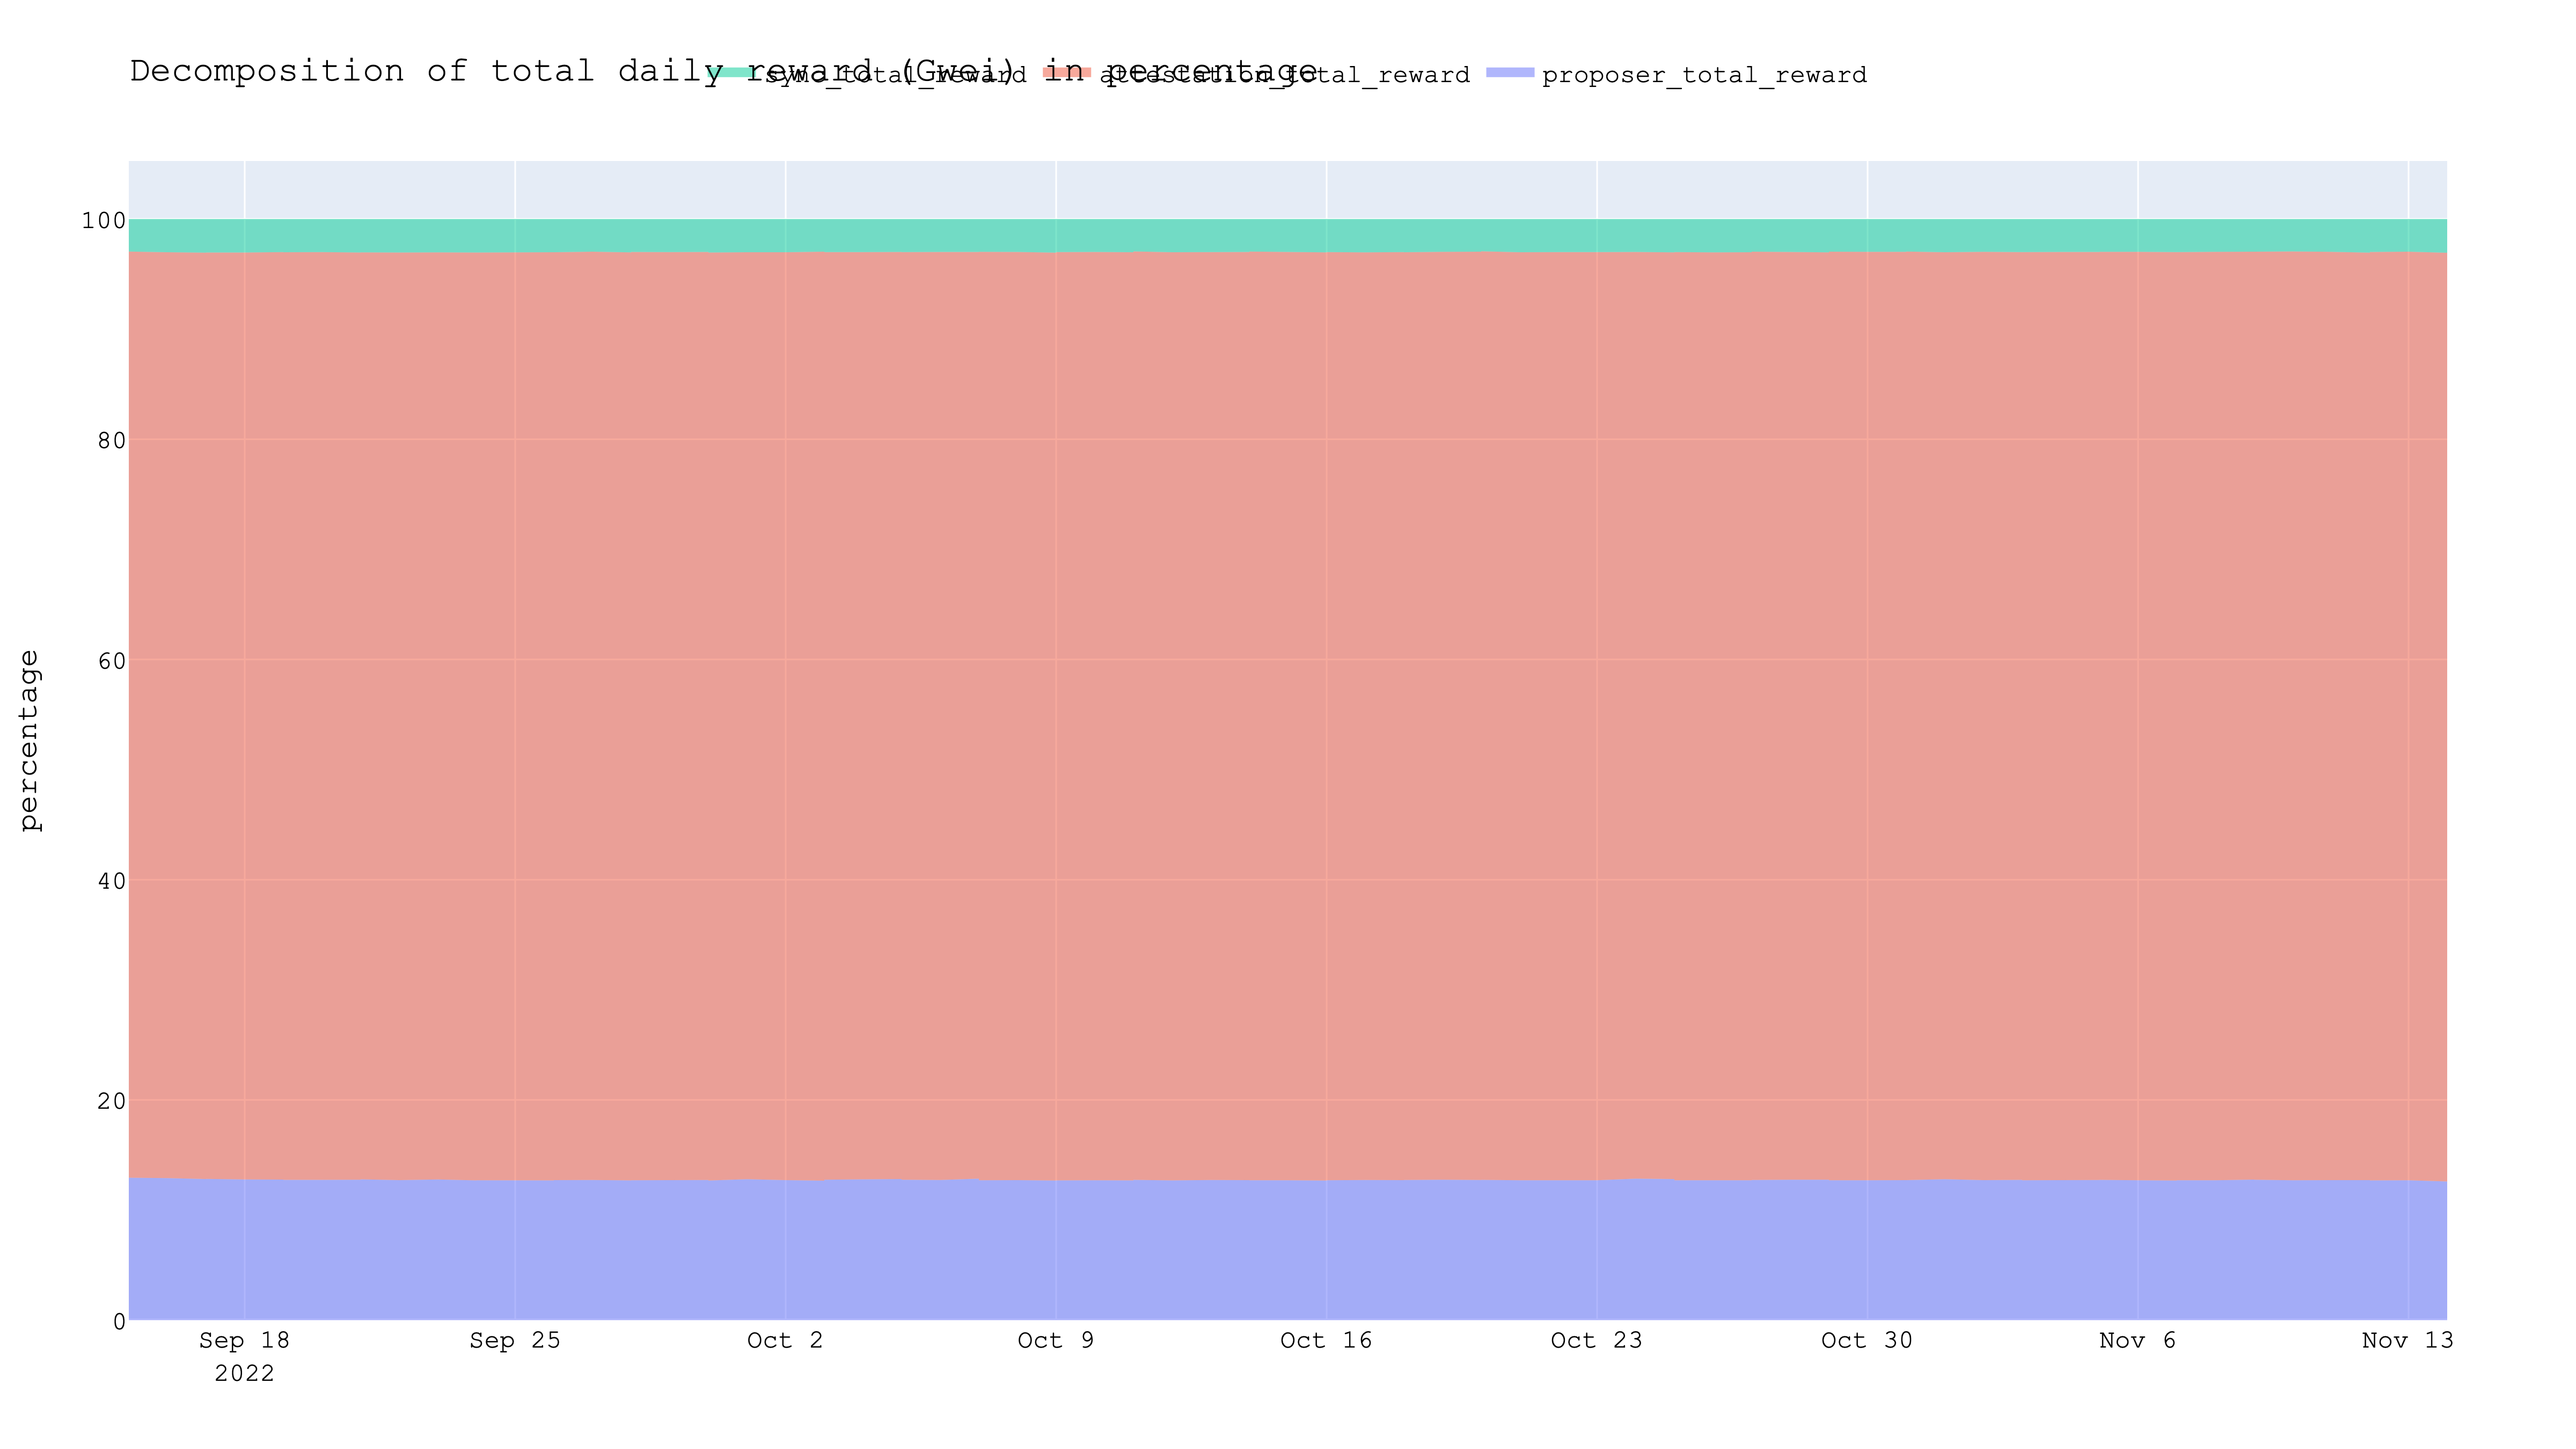 Decomposition of total daily reward (Gwei) in percentage
sync_total_reward
attestation_total_reward
proposer_total_reward
percentage
100
80
60
40
20
0
Sep 18
2022
Sep 25
Oct 2
Oct 9
Oct 16
Oct 23
Oct 30
Nov 6
Nov 13